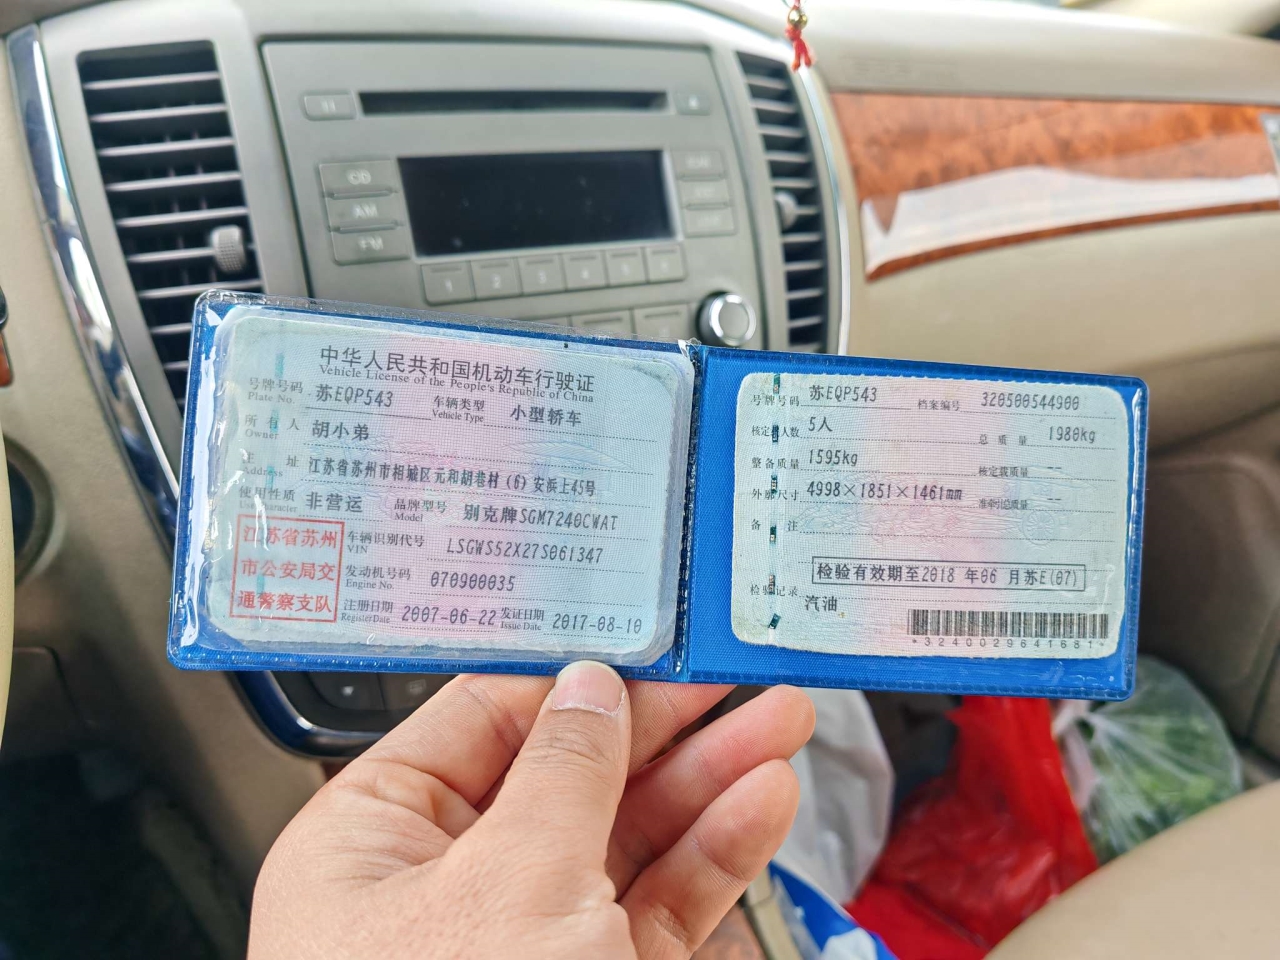 CD
AM
FM
1 2 3 4 5 6
中华人民共和国机动车行驶证
Vehicle License of the People's Republic of China
号牌号码 苏EQP543 车辆类型 小型轿车
Plate No. Vehicle Type
所有人 胡小弟
Owner
住址 江苏省苏州市相城区元和胡巷村(6)安浜上45号
Address
使用性质 非营运 品牌型号 别克牌SGM7240CWAT
Use Character Model
江苏省苏州
市公安局交
通警察支队
车辆识别代号 LSGWS52X27S061347
VIN
发动机号码 070900035
Engine No.
注册日期 2007-06-22 发证日期 2017-08-10
Register Date Issue Date
号牌号码 苏EQP543 档案编号 320500544900
核定人数 5人 总质量 1980kg
整备质量 1595kg 核定载质量 --
外廓尺寸 4998×1851×1461mm 准牵引总质量 --
备注
检验有效期至2018年06月苏E(07)
检验记录
汽油
*3240029641681*